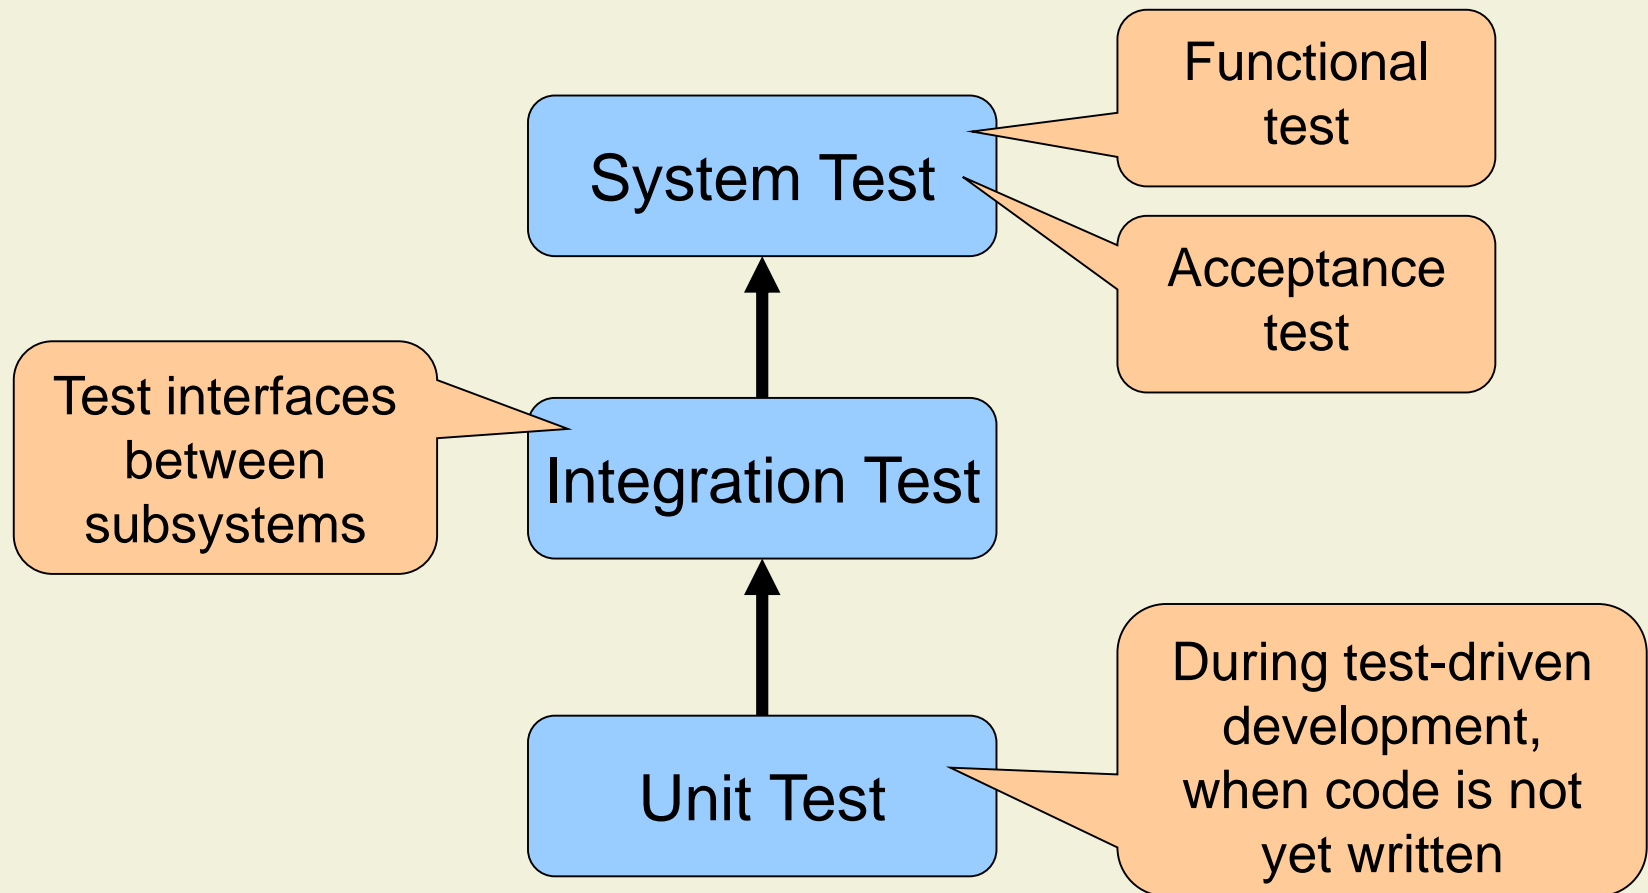 Functional
test
System Test
Acceptance
test
Test interfaces
between
subsystems
Integration Test
During test-driven
development,
when code is not
yet written
Unit Test